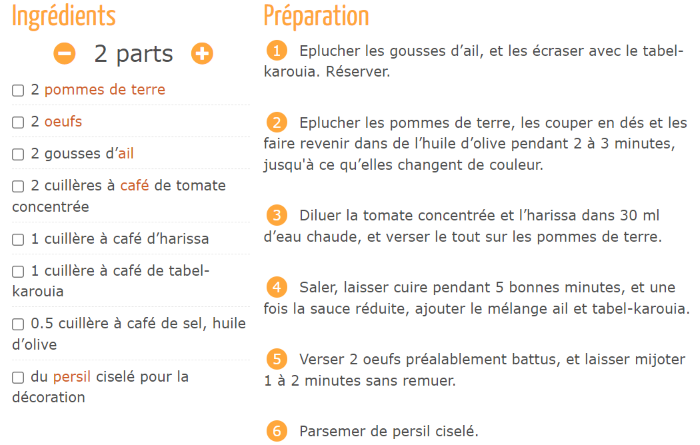 Ingrédients
2 parts
2 pommes de terre
2 oeufs
2 gousses d’ail
2 cuillères à café de tomate
concentrée
1 cuillère à café d’harissa
1 cuillère à café de tabel-
karouia
0.5 cuillère à café de sel, huile
d’olive
du persil ciselé pour la
décoration
Préparation
1 Eplucher les gousses d’ail, et les écraser avec le tabel-
karouia. Réserver.
2 Eplucher les pommes de terre, les couper en dés et les
faire revenir dans de l’huile d’olive pendant 2 à 3 minutes,
jusqu'à ce qu’elles changent de couleur.
3 Diluer la tomate concentrée et l’harissa dans 30 ml
d’eau chaude, et verser le tout sur les pommes de terre.
4 Saler, laisser cuire pendant 5 bonnes minutes, et une
fois la sauce réduite, ajouter le mélange ail et tabel-karouia.
5 Verser 2 oeufs préalablement battus, et laisser mijoter
1 à 2 minutes sans remuer.
6 Parsemer de persil ciselé.